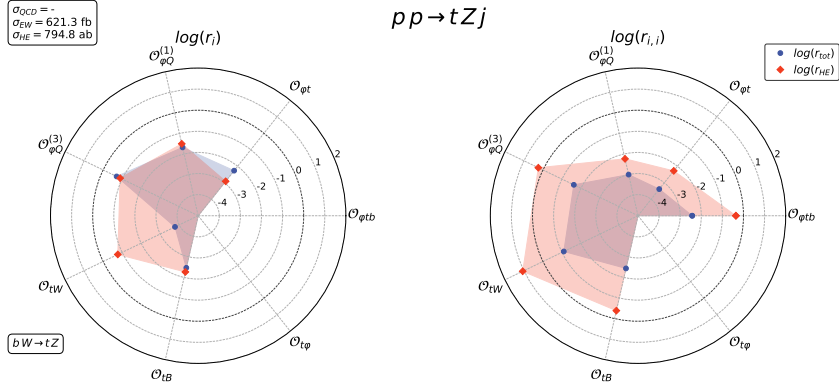 σ_QCD = -
σ_EW = 621.3 fb
σ_HE = 794.8 ab
p p → t Z j
log(r_i)
O_φQ^(1)
O_φt
O_φQ^(3)
O_φtb
O_tW
O_tB
O_tφ
-4
-3
-2
-1
0
1
2
b W → t Z
log(r_i,i)
O_φQ^(1)
O_φt
O_φQ^(3)
O_φtb
O_tW
O_tB
O_tφ
-4
-3
-2
-1
0
1
2
log(r_tot)
log(r_HE)